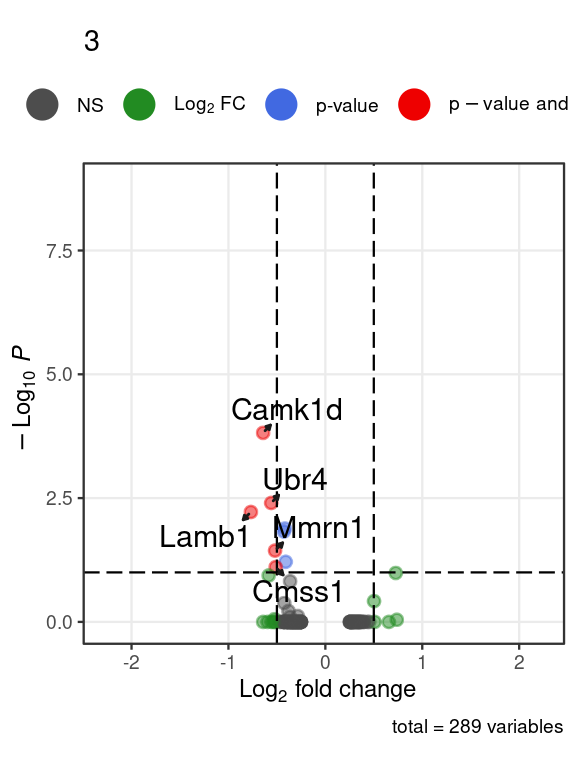 3
NS Log₂ FC p-value p − value and
− Log₁₀ P
7.5
5.0
2.5
0.0
Camk1d
Ubr4
Mmrn1
Lamb1
Cmss1
-2 -1 0 1 2
Log₂ fold change
total = 289 variables